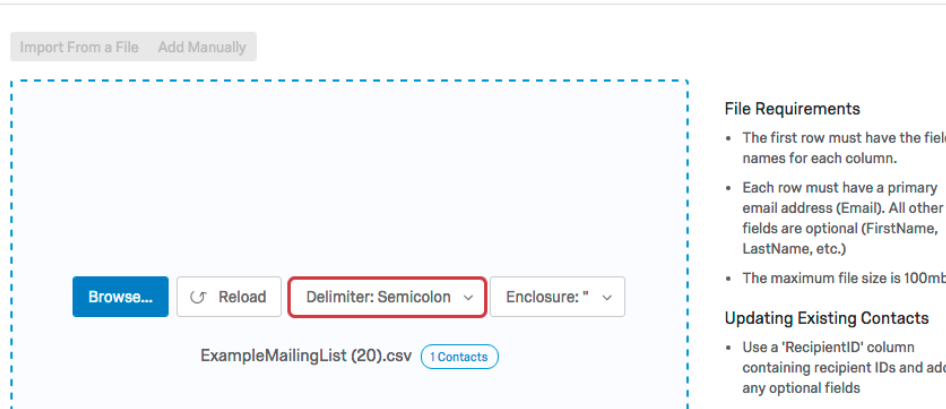 Import From a File Add Manually
File Requirements
• The first row must have the
names for each column.
• Each row must have a primary
email address (Email). All other
fields are optional (FirstName,
LastName, etc.)
• The maximum file size is 100mb
Browse...
Reload
Delimiter: Semicolon
Enclosure: "
ExampleMailingList (20).csv
1 Contacts
Updating Existing Contacts
• Use a 'RecipientID' column
containing recipient IDs and
any optional fields